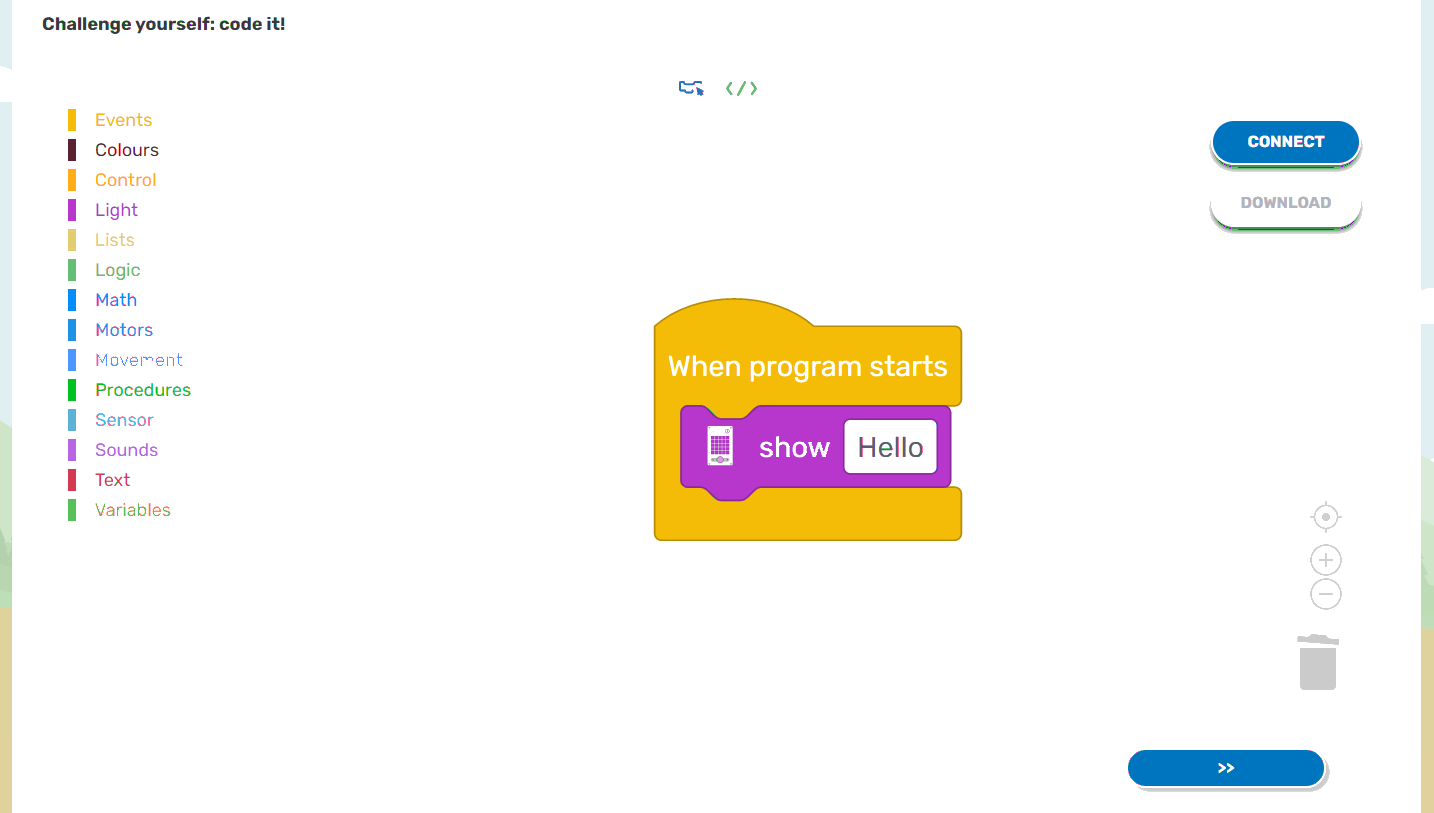 Challenge yourself: code it!
</>
Events
Colours
Control
Light
Lists
Logic
Math
Motors
Movement
Procedures
Sensor
Sounds
Text
Variables
CONNECT
DOWNLOAD
When program starts
show Hello
>>